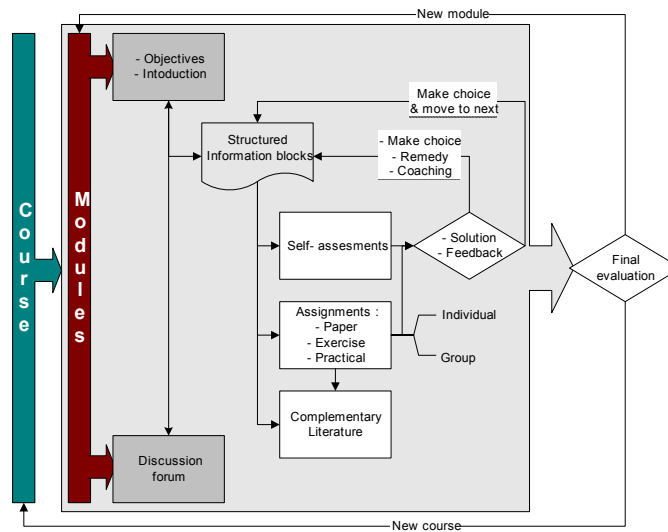 New module
- Objectives
- Intoduction
Make choice
& move to next
Structured
Information blocks
- Make choice
- Remedy
- Coaching
Course
Modules
Self- assesments
- Solution
- Feedback
Final
evaluation
Assignments :
- Paper
- Exercise
- Practical
Individual
Group
Complementary
Literature
Discussion
forum
New course